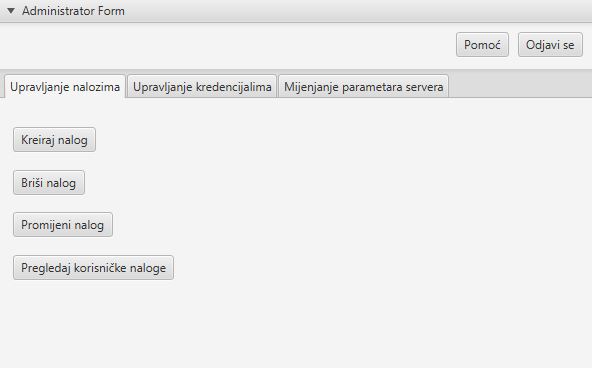 Administrator Form
Pomoć Odjavi se
Upravljanje nalozima Upravljanje kredencijalima Mijenjanje parametara servera
Kreiraj nalog
Briši nalog
Promijeni nalog
Pregledaj korisničke naloge